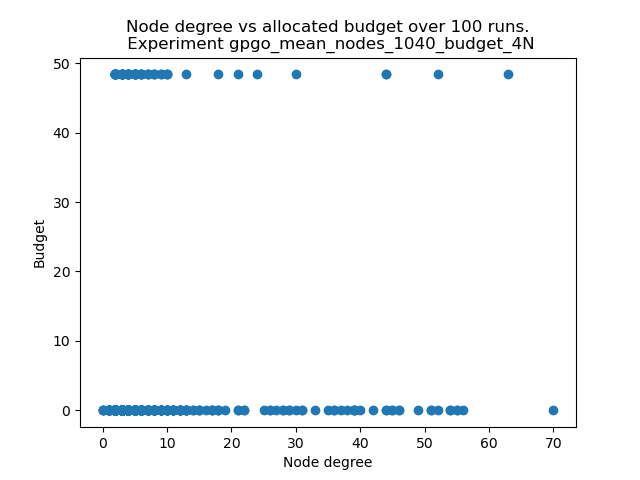 Node degree vs allocated budget over 100 runs.
Experiment gpgo_mean_nodes_1040_budget_4N
50
40
30
20
10
0
Budget
0 10 20 30 40 50 60 70
Node degree